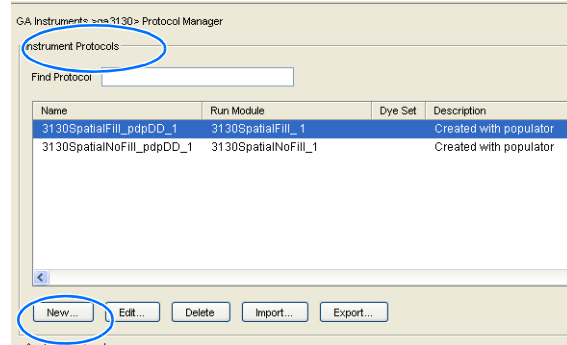 GA Instruments >ga3130> Protocol Manager
Instrument Protocols
Find Protocol
Name Run Module Dye Set Description
3130SpatialFill_pdpDD_1 3130SpatialFill_1 Created with populator
3130SpatialNoFill_pdpDD_1 3130SpatialNoFill_1 Created with populator
New... Edit... Delete Import... Export...